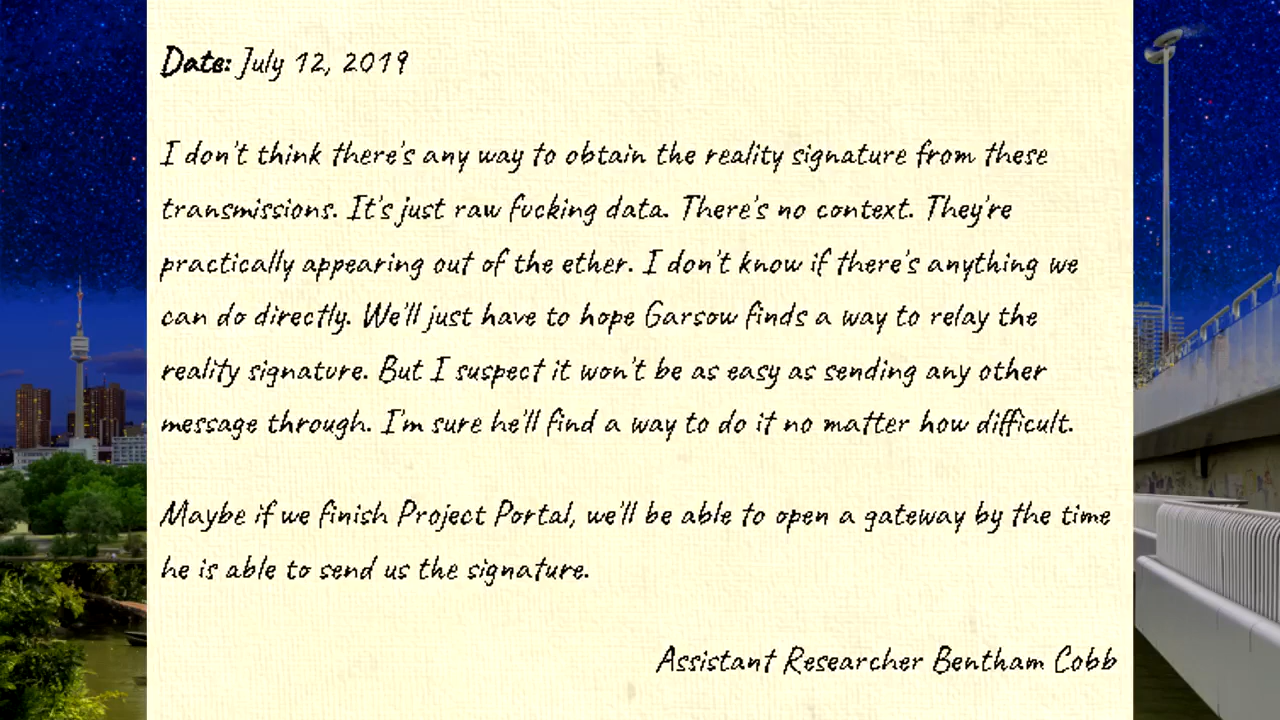 Date: July 12, 2019
I don't think there's any way to obtain the reality signature from these
transmissions. It's just raw fucking data. There's no context. They're
practically appearing out of the ether. I don't know if there's anything we
can do directly. We'll just have to hope Garsow finds a way to relay the
reality signature. But I suspect it won't be as easy as sending any other
message through. I'm sure he'll find a way to do it no matter how difficult.
Maybe if we finish Project Portal, we'll be able to open a gateway by the time
he is able to send us the signature.
Assistant Researcher Bentham Cobb